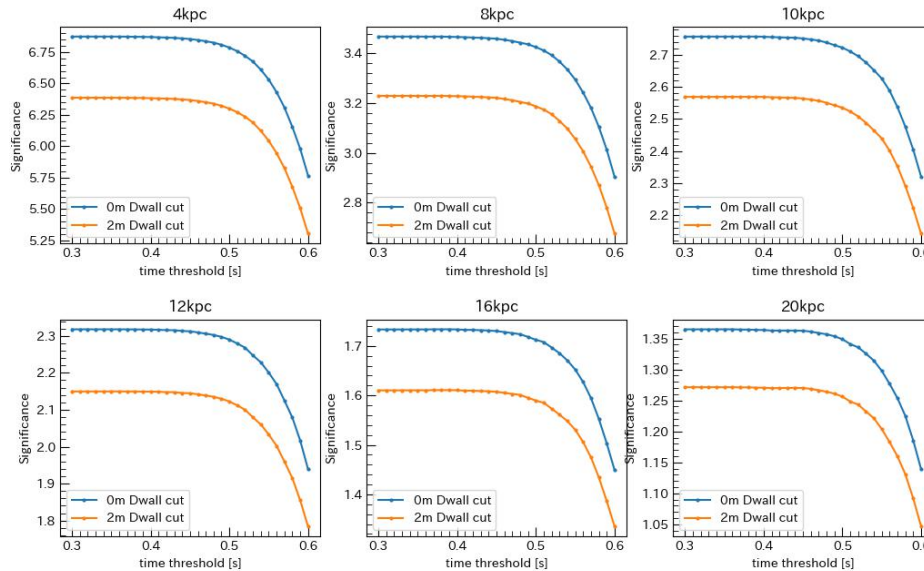 4kpc
8kpc
10kpc
Significance
6.75
6.50
6.25
6.00
5.75
5.50
5.25
0m Dwall cut
2m Dwall cut
0.3
0.4
0.5
0.6
time threshold [s]
Significance
3.4
3.2
3.0
2.8
0m Dwall cut
2m Dwall cut
0.3
0.4
0.5
0.6
time threshold [s]
Significance
2.7
2.6
2.5
2.4
2.3
2.2
0m Dwall cut
2m Dwall cut
0.3
0.4
0.5
time threshold [s]
12kpc
16kpc
20kpc
Significance
2.3
2.2
2.1
2.0
1.9
1.8
0m Dwall cut
2m Dwall cut
0.3
0.4
0.5
0.6
time threshold [s]
Significance
1.7
1.6
1.5
1.4
0m Dwall cut
2m Dwall cut
0.3
0.4
0.5
0.6
time threshold [s]
Significance
1.35
1.30
1.25
1.20
1.15
1.10
1.05
0m Dwall cut
2m Dwall cut
0.3
0.4
0.5
time threshold [s]